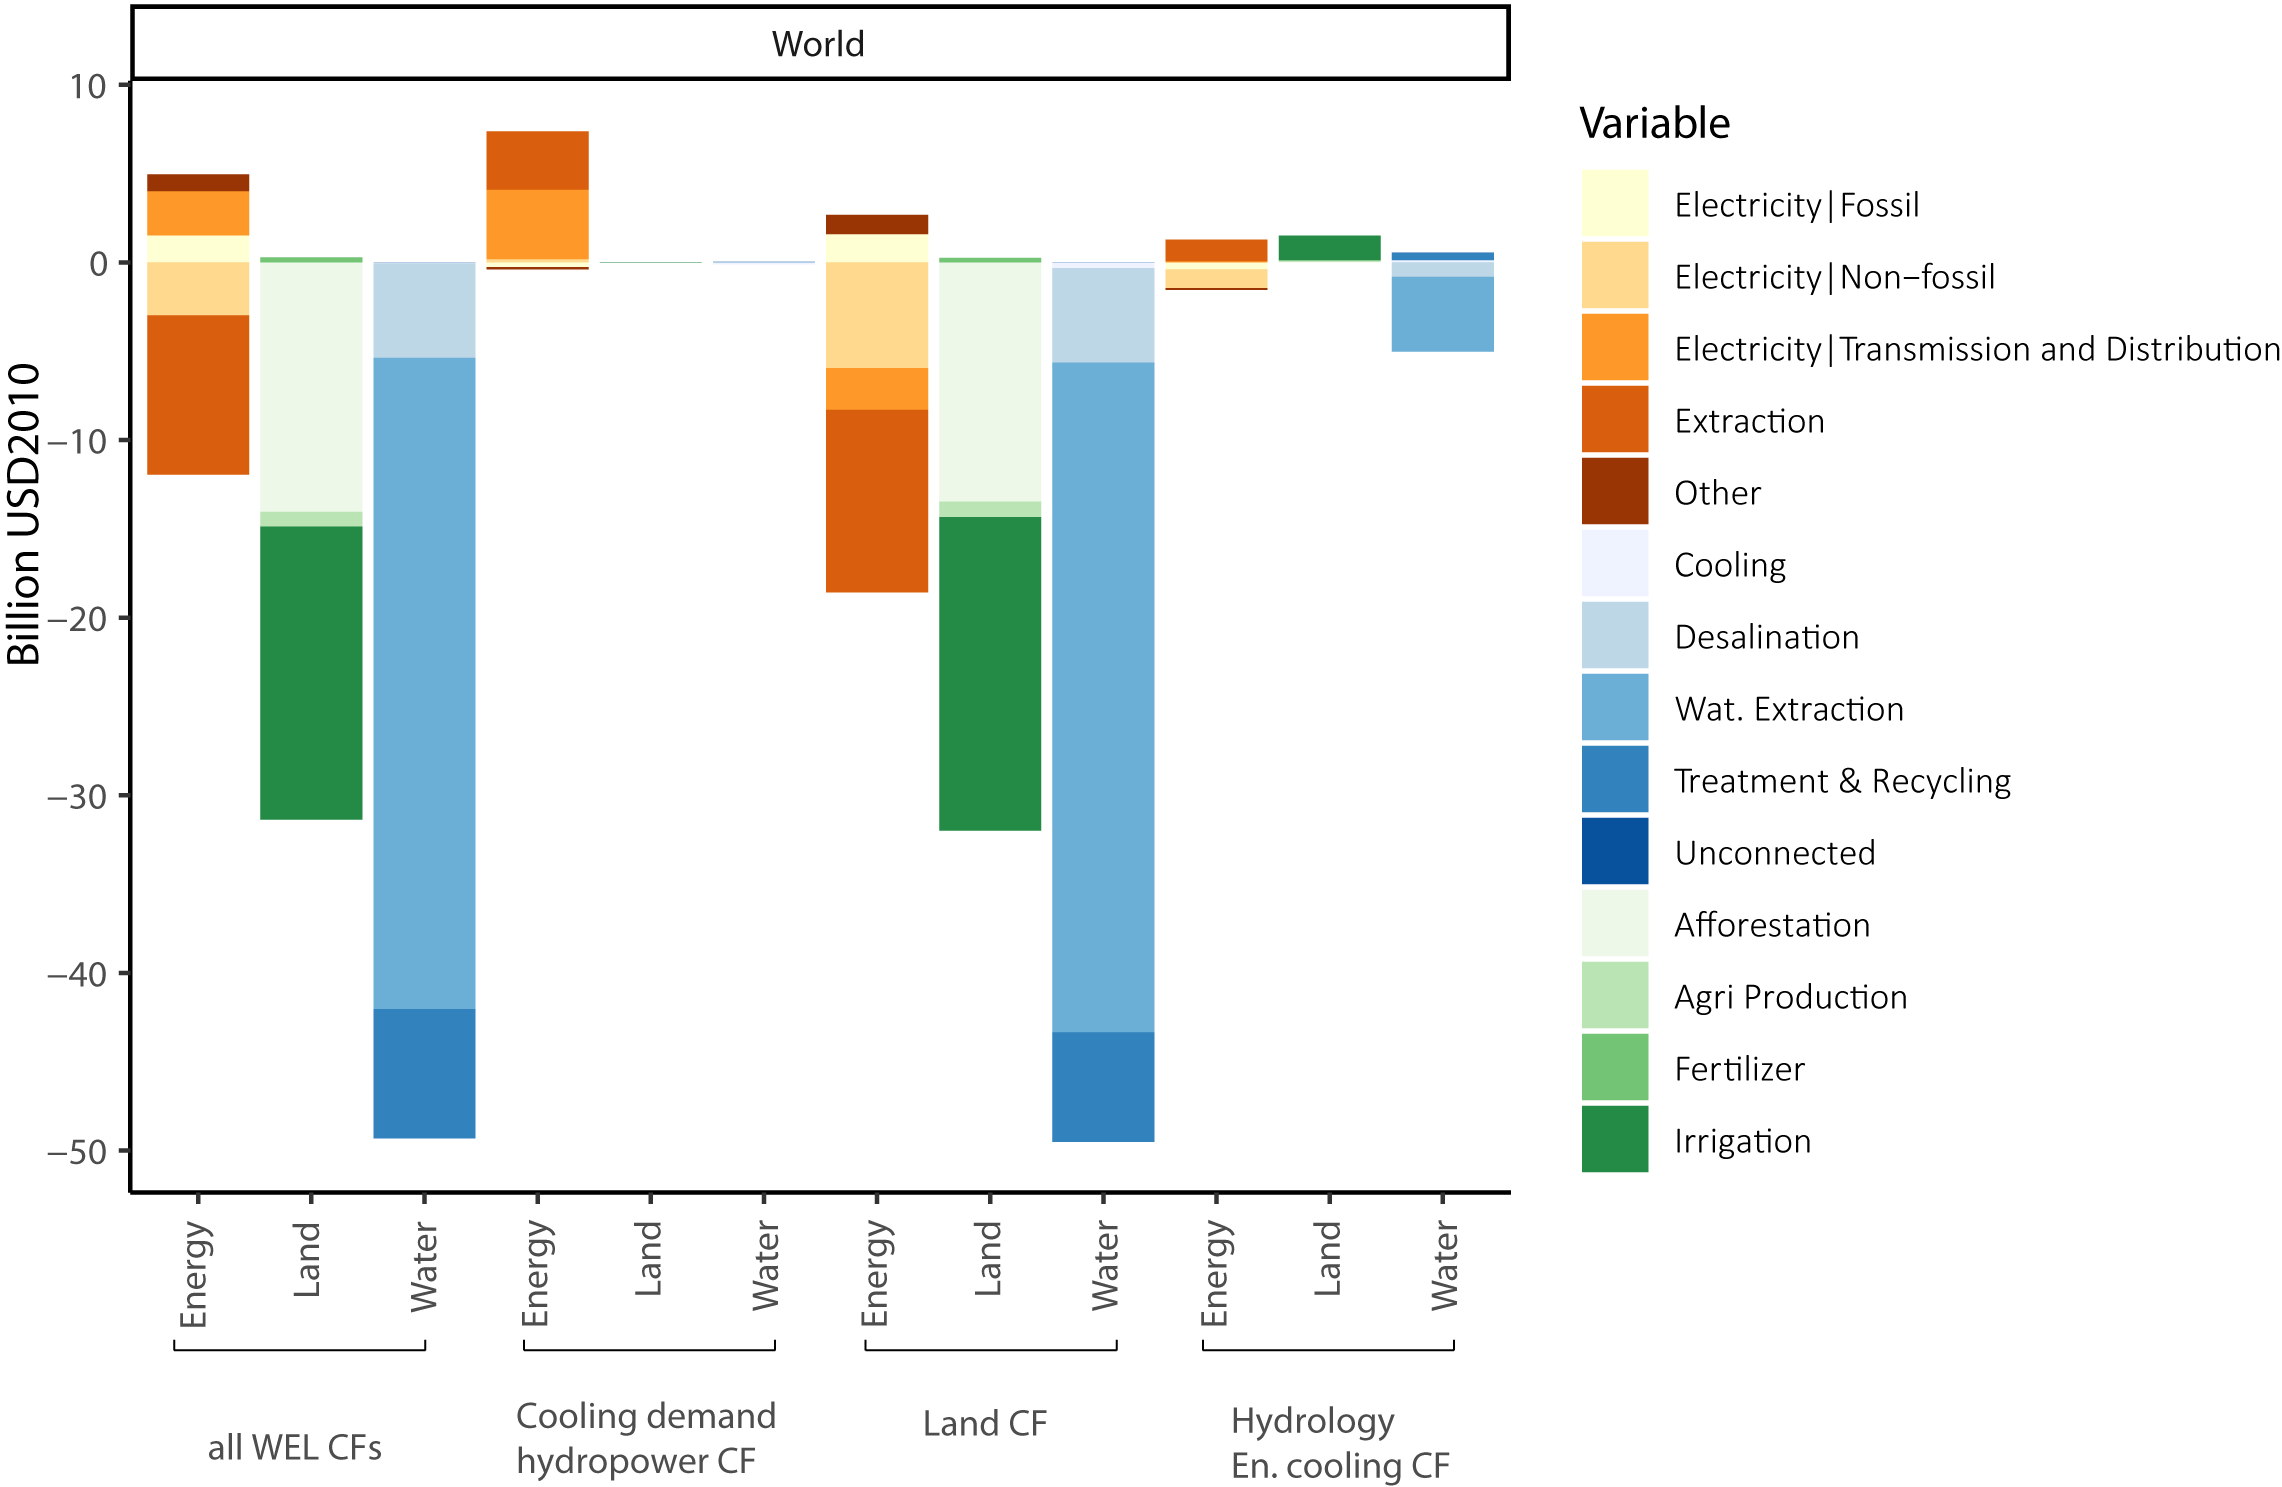 World
10
0
−10
−20
−30
−40
−50
Billion USD2010
Energy
Land
Water
Energy
Land
Water
Energy
Land
Water
Energy
Land
Water
all WEL CFs
Cooling demand
hydropower CF
Land CF
Hydrology
En. cooling CF
Variable
Electricity|Fossil
Electricity|Non−fossil
Electricity|Transmission and Distribution
Extraction
Other
Cooling
Desalination
Wat. Extraction
Treatment & Recycling
Unconnected
Afforestation
Agri Production
Fertilizer
Irrigation